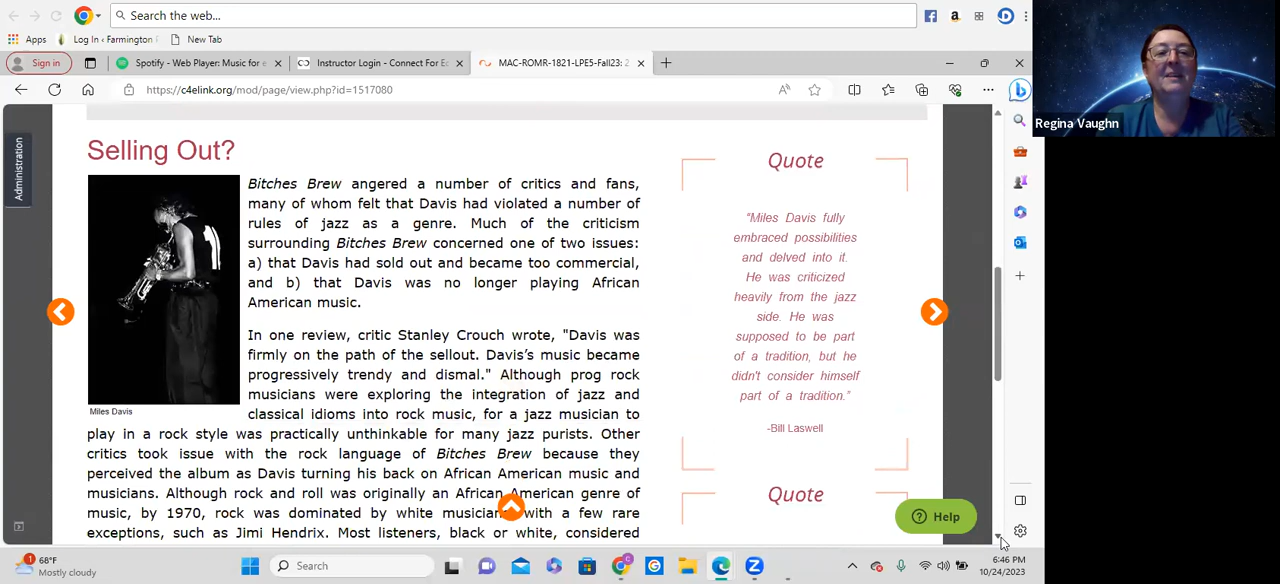 Search the web...
Apps
Log In ‹ Farmington
New Tab
Sign in
Spotify - Web Player: Music for e
Instructor Login - Connect For Ed
MAC-ROMR-1821-LPE5-Fall23: 2
https://c4elink.org/mod/page/view.php?id=1517080
Regina Vaughn
Administration
Selling Out?
Bitches Brew angered a number of critics and fans,
many of whom felt that Davis had violated a number of
rules of jazz as a genre. Much of the criticism
surrounding Bitches Brew concerned one of two issues:
a) that Davis had sold out and became too commercial,
and b) that Davis was no longer playing African
American music.
In one review, critic Stanley Crouch wrote, "Davis was
firmly on the path of the sellout. Davis's music became
progressively trendy and dismal." Although prog rock
musicians were exploring the integration of jazz and
classical idioms into rock music, for a jazz musician to
Miles Davis
play in a rock style was practically unthinkable for many jazz purists. Other
critics took issue with the rock language of Bitches Brew because they
perceived the album as Davis turning his back on African American music and
musicians. Although rock and roll was originally an African American genre of
music, by 1970, rock was dominated by white musicians with a few rare
exceptions, such as Jimi Hendrix. Most listeners, black or white, considered
Quote
"Miles Davis fully
embraced possibilities
and delved into it.
He was criticized
heavily from the jazz
side. He was
supposed to be part
of a tradition, but he
didn't consider himself
part of a tradition."
-Bill Laswell
Quote
Help
68°F
Mostly cloudy
Search
6:46 PM
10/24/2023